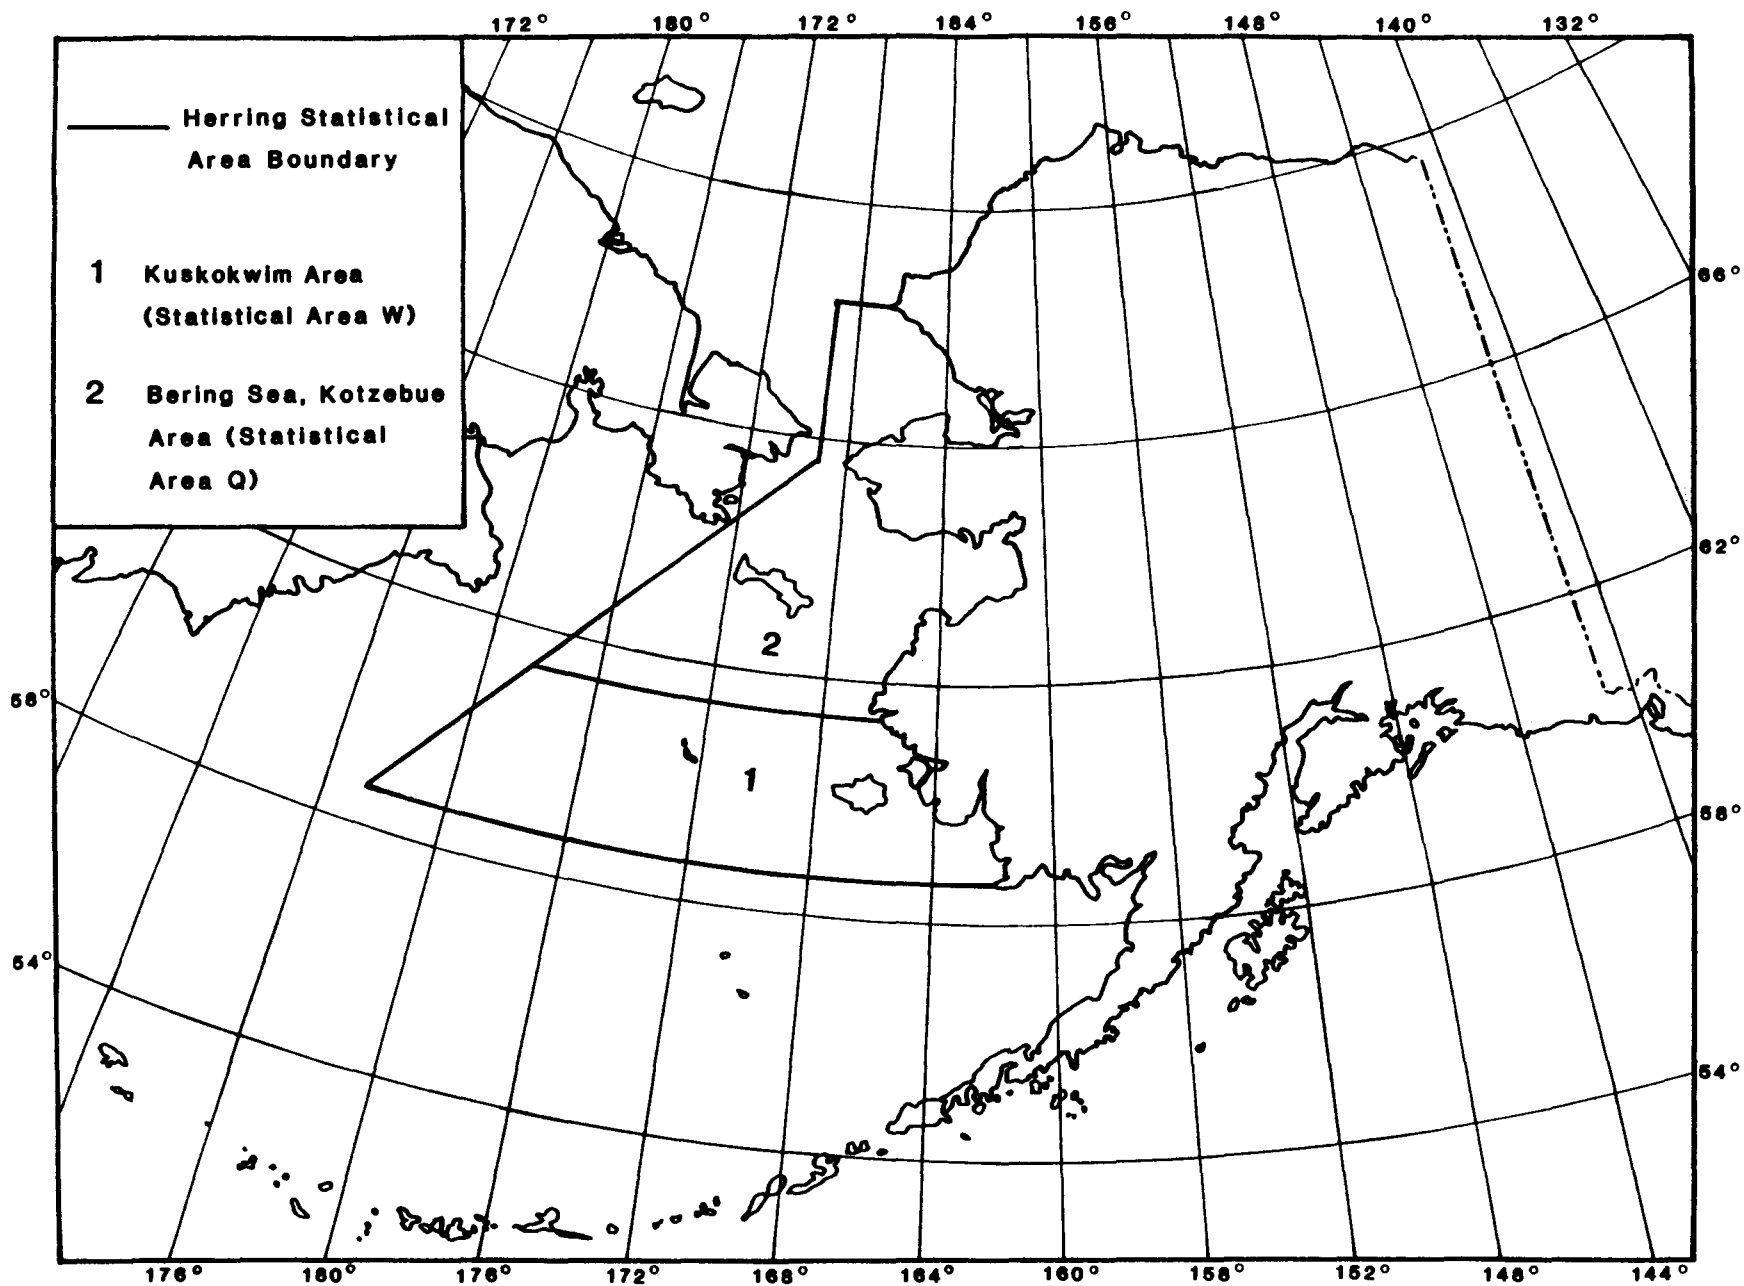 172° 180° 172° 164° 156° 148° 140° 132°
Herring Statistical
Area Boundary
1 Kuskokwim Area
(Statistical Area W)
2 Bering Sea, Kotzebue
Area (Statistical
Area Q)
66°
62°
2
58°
1
58°
54°
54°
176° 180° 176° 172° 168° 164° 160° 156° 152° 148° 144°